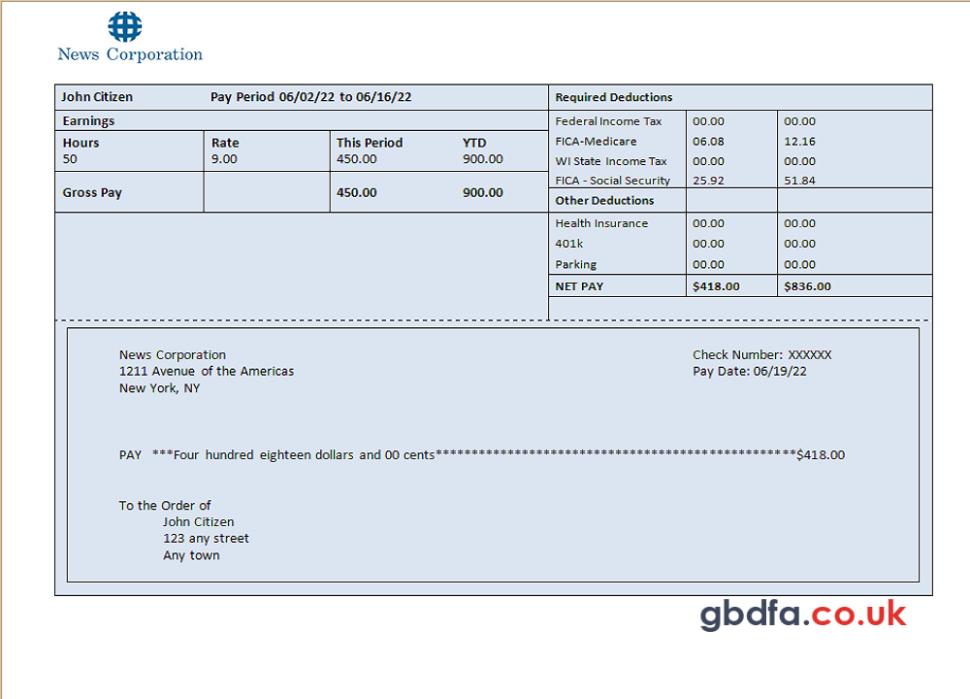 News Corporation
John Citizen Pay Period 06/02/22 to 06/16/22 Required Deductions
Earnings Federal Income Tax 00.00 00.00
Hours Rate This Period YTD FICA-Medicare 06.08 12.16
50 9.00 450.00 900.00 WI State Income Tax 00.00 00.00
FICA - Social Security 25.92 51.84
Gross Pay 450.00 900.00 Other Deductions
Health Insurance 00.00 00.00
401k 00.00 00.00
Parking 00.00 00.00
NET PAY $418.00 $836.00
News Corporation Check Number: XXXXXX
1211 Avenue of the Americas Pay Date: 06/19/22
New York, NY
PAY ***Four hundred eighteen dollars and 00 cents**************************************************$418.00
To the Order of
John Citizen
123 any street
Any town
gbdfa.co.uk